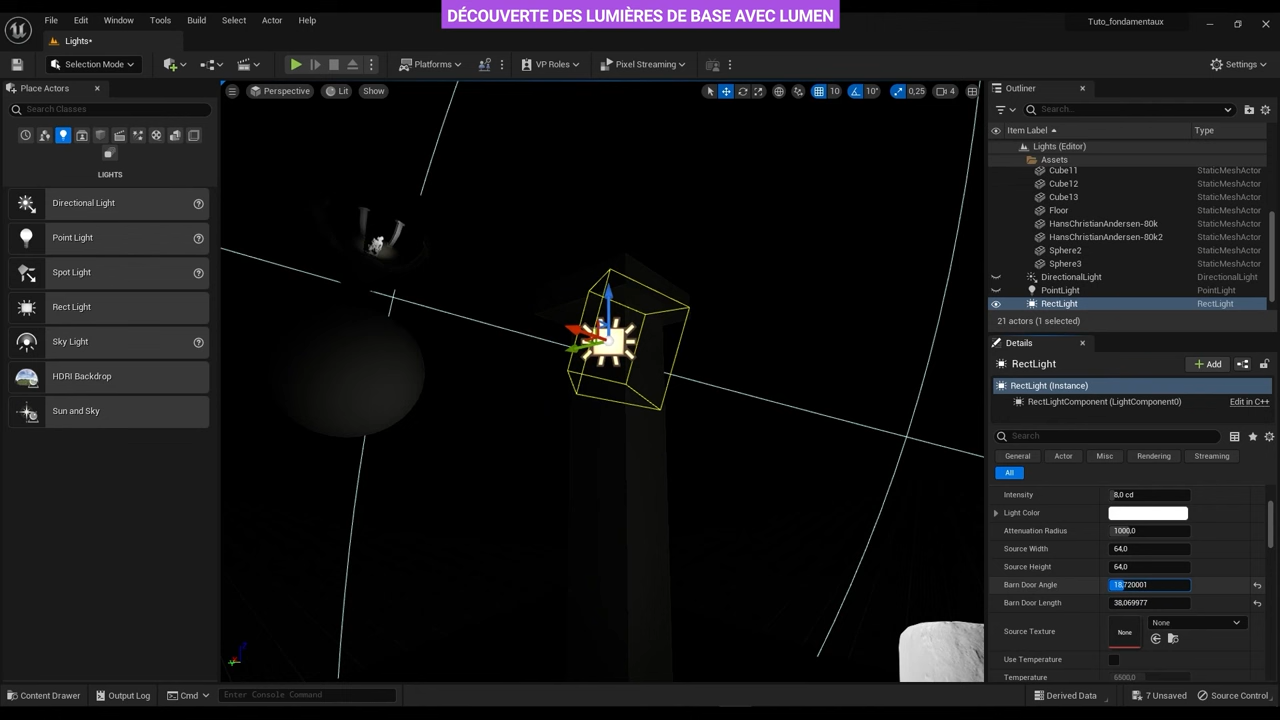 DÉCOUVERTE DES LUMIÈRES DE BASE AVEC LUMEN
File Edit Window Tools Build Select Actor Help
Tuto_fondamentaux
Lights•
Selection Mode
Platforms
VP Roles
Pixel Streaming
Settings
Place Actors
Search Classes
LIGHTS
Directional Light
Point Light
Spot Light
Rect Light
Sky Light
HDRI Backdrop
Sun and Sky
Perspective Lit Show
10 10° 0,25 4
Outliner
Search...
Item Label Type
Lights (Editor)
Assets
Cube11 StaticMeshActor
Cube12 StaticMeshActor
Cube13 StaticMeshActor
Floor StaticMeshActor
HansChristianAndersen-80k StaticMeshActor
HansChristianAndersen-80k2 StaticMeshActor
Sphere2 StaticMeshActor
Sphere3 StaticMeshActor
DirectionalLight DirectionalLight
PointLight PointLight
RectLight RectLight
21 actors (1 selected)
Details
RectLight
Add
RectLight (Instance)
RectLightComponent (LightComponent0) Edit in C++
Search
General Actor Misc Rendering Streaming
All
Intensity 8,0 cd
Light Color
Attenuation Radius 1000,0
Source Width 64,0
Source Height 64,0
Barn Door Angle 18,720001
Barn Door Length 38,069977
Source Texture None None
Use Temperature
Temperature 6500,0
Content Drawer Output Log Cmd Enter Console Command
Derived Data 7 Unsaved Source Control